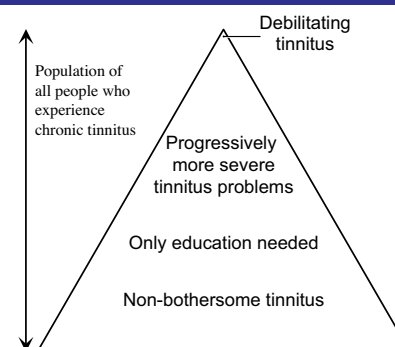 Debilitating
tinnitus
Population of
all people who
experience
chronic tinnitus
Progressively
more severe
tinnitus problems
Only education needed
Non-bothersome tinnitus